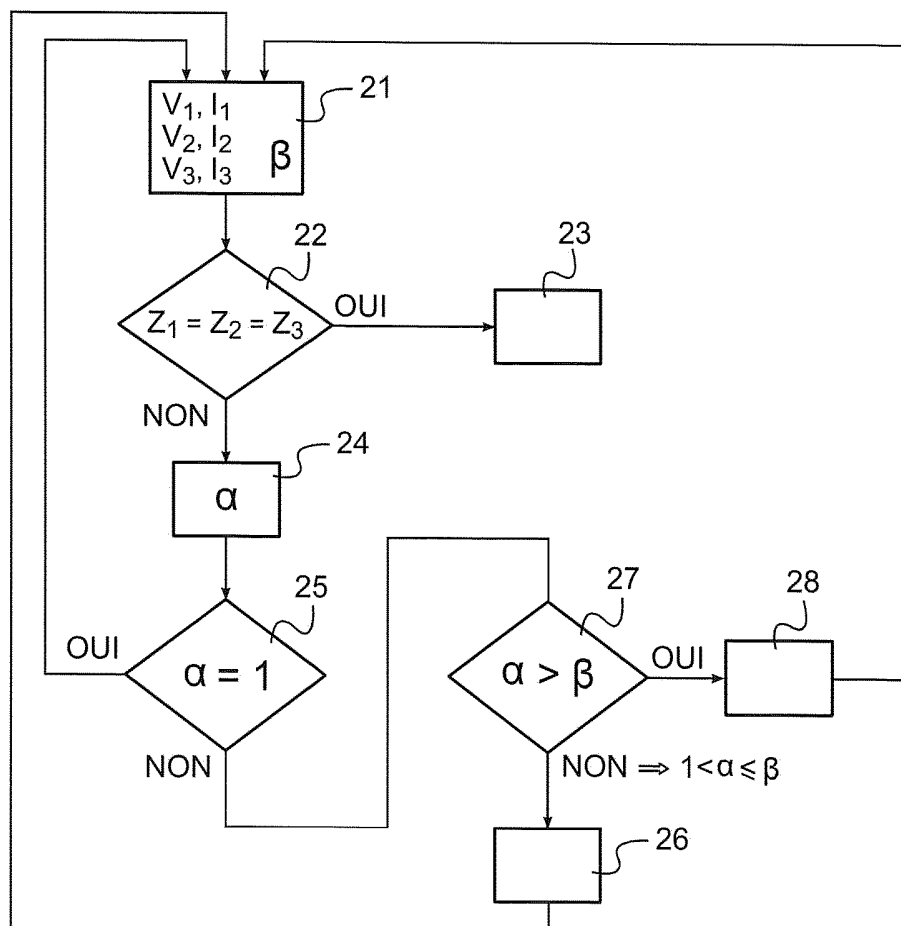 21
V₁, I₁
V₂, I₂
V₃, I₃
β
22
Z₁ = Z₂ = Z₃
OUI
23
NON
24
α
25
OUI
α = 1
NON
27
α > β
OUI
28
NON ⇒ 1<α≤β
26